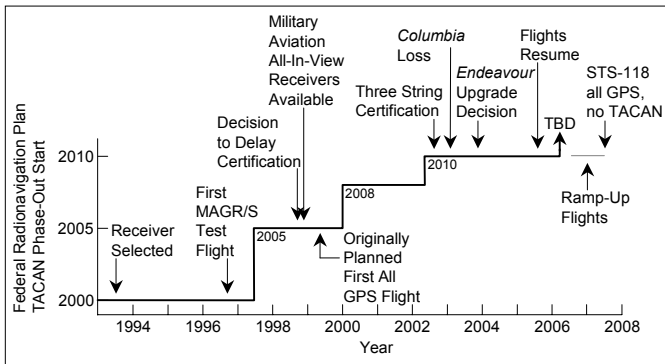 Federal Radionavigation Plan
TACAN Phase-Out Start
2010
2005
2000
Receiver
Selected
First
MAGR/S
Test
Flight
Decision
to Delay
Certification
Military
Aviation
All-In-View
Receivers
Available
Originally
Planned
First All
GPS Flight
Three String
Certification
Columbia
Loss
Endeavour
Upgrade
Decision
Flights
Resume
TBD
STS-118
all GPS,
no TACAN
Ramp-Up
Flights
2005
2008
2010
1994
1996
1998
2000
2002
2004
2006
2008
Year